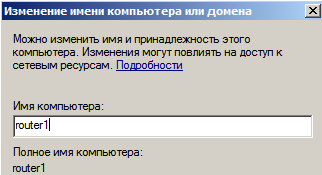 Изменение имени компьютера или домена
Можно изменить имя и принадлежность этого
компьютера. Изменения могут повлиять на доступ к
сетевым ресурсам. Подробности
Имя компьютера:
router1
Полное имя компьютера:
router1